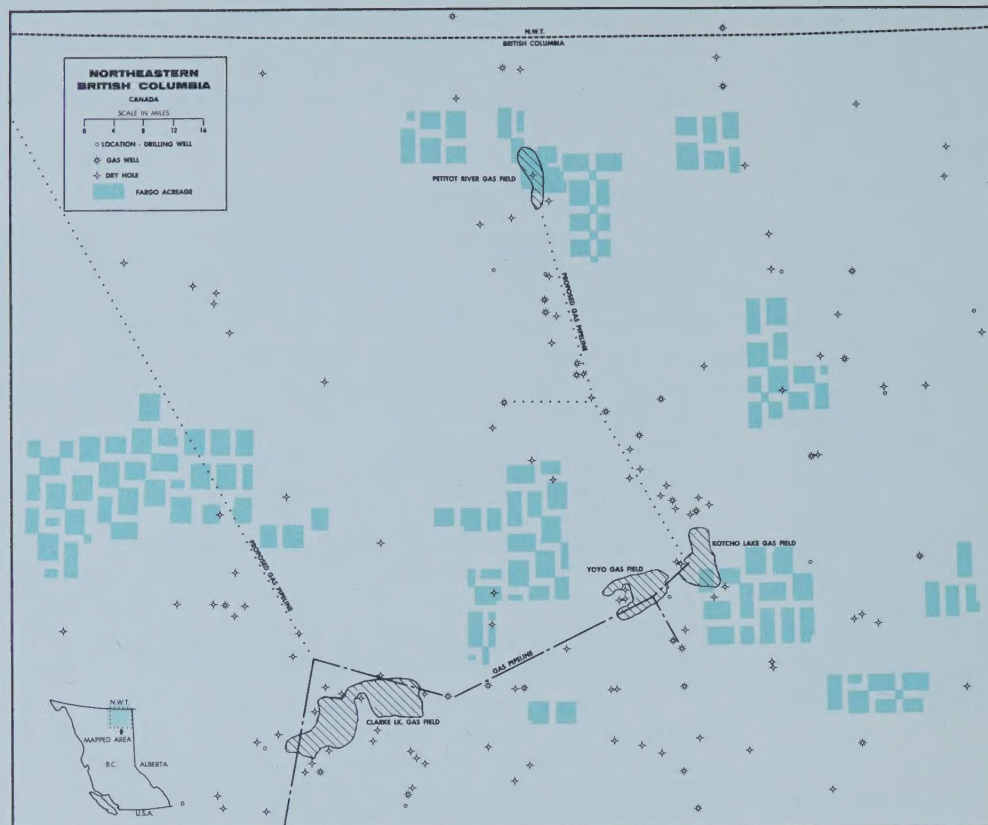 N.W.T.
BRITISH COLUMBIA
NORTHEASTERN
BRITISH COLUMBIA
CANADA
SCALE IN MILES
0 4 8 12 16
LOCATION - DRILLING WELL
GAS WELL
DRY HOLE
FARGO ACREAGE
PETITOT RIVER GAS FIELD
PROPOSED GAS PIPELINE
KOTCHO LAKE GAS FIELD
YOYO GAS FIELD
PROPOSED GAS PIPELINE
GAS PIPELINE
CLARKE LK. GAS FIELD
N.W.T.
MAPPED AREA
B.C.
ALBERTA
U.S.A.